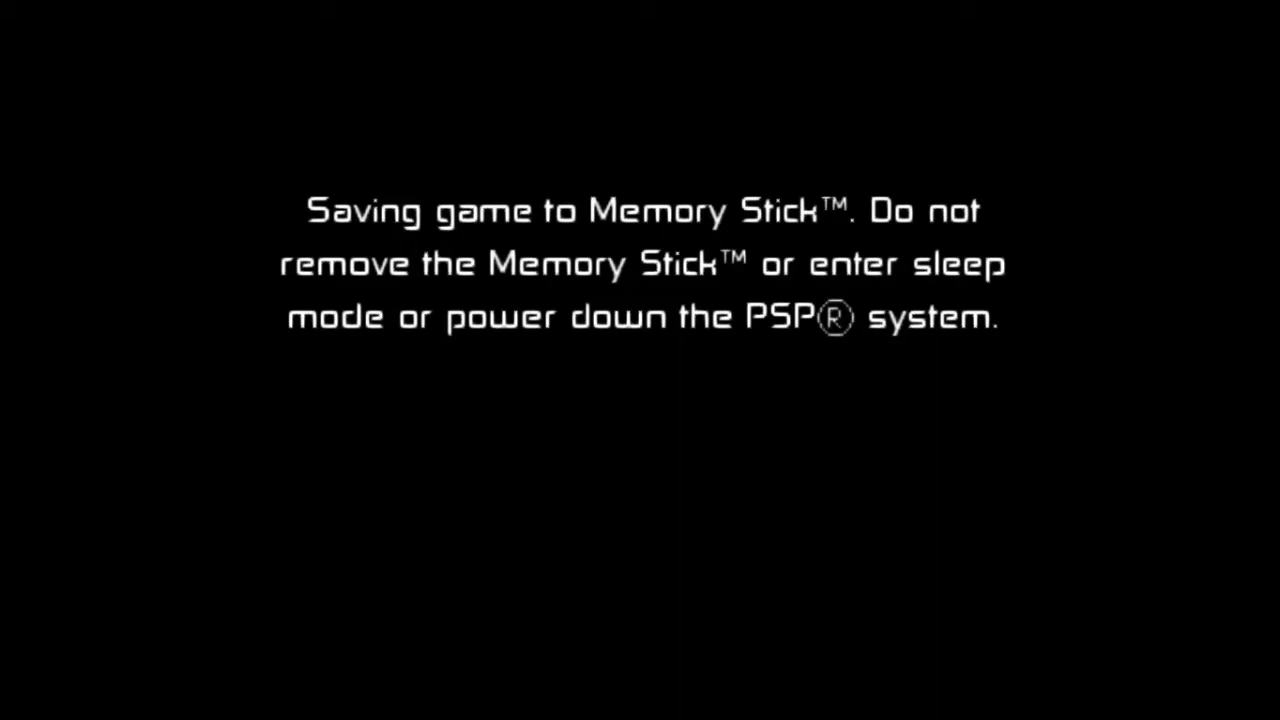 Saving game to Memory Stick™. Do not
remove the Memory Stick™ or enter sleep
mode or power down the PSP® system.